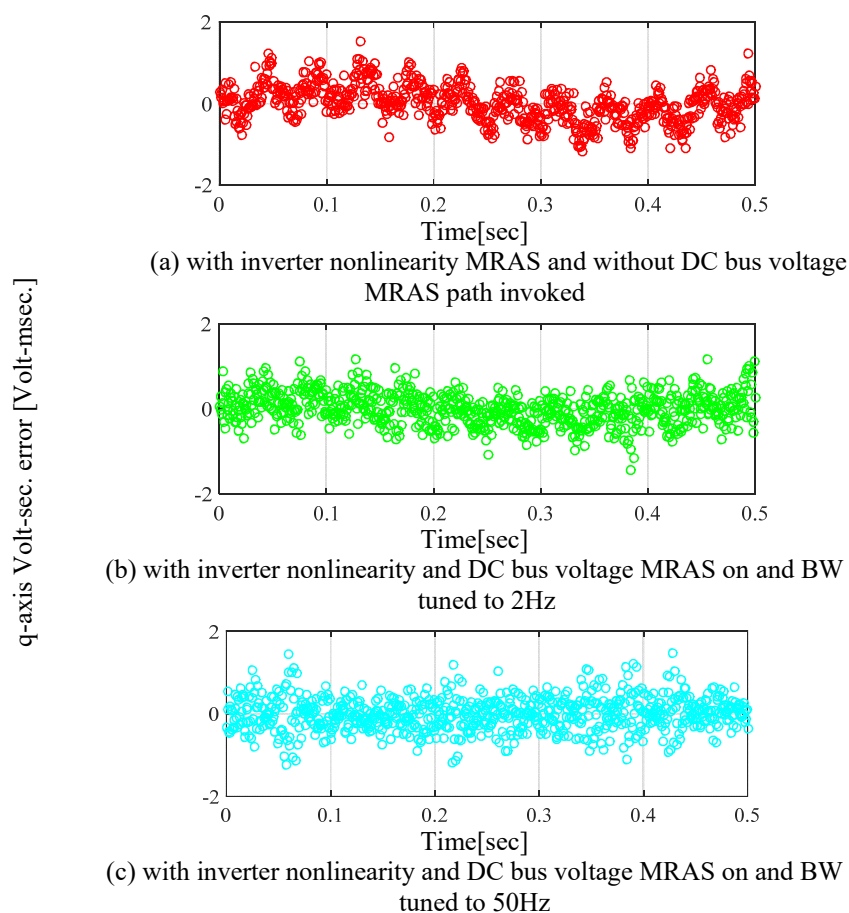 q-axis Volt-sec. error [Volt-msec.]
2
0
-2
0 0.1 0.2 0.3 0.4 0.5
Time[sec]
(a) with inverter nonlinearity MRAS and without DC bus voltage
MRAS path invoked
2
0
-2
0 0.1 0.2 0.3 0.4 0.5
Time[sec]
(b) with inverter nonlinearity and DC bus voltage MRAS on and BW
tuned to 2Hz
2
0
-2
0 0.1 0.2 0.3 0.4 0.5
Time[sec]
(c) with inverter nonlinearity and DC bus voltage MRAS on and BW
tuned to 50Hz